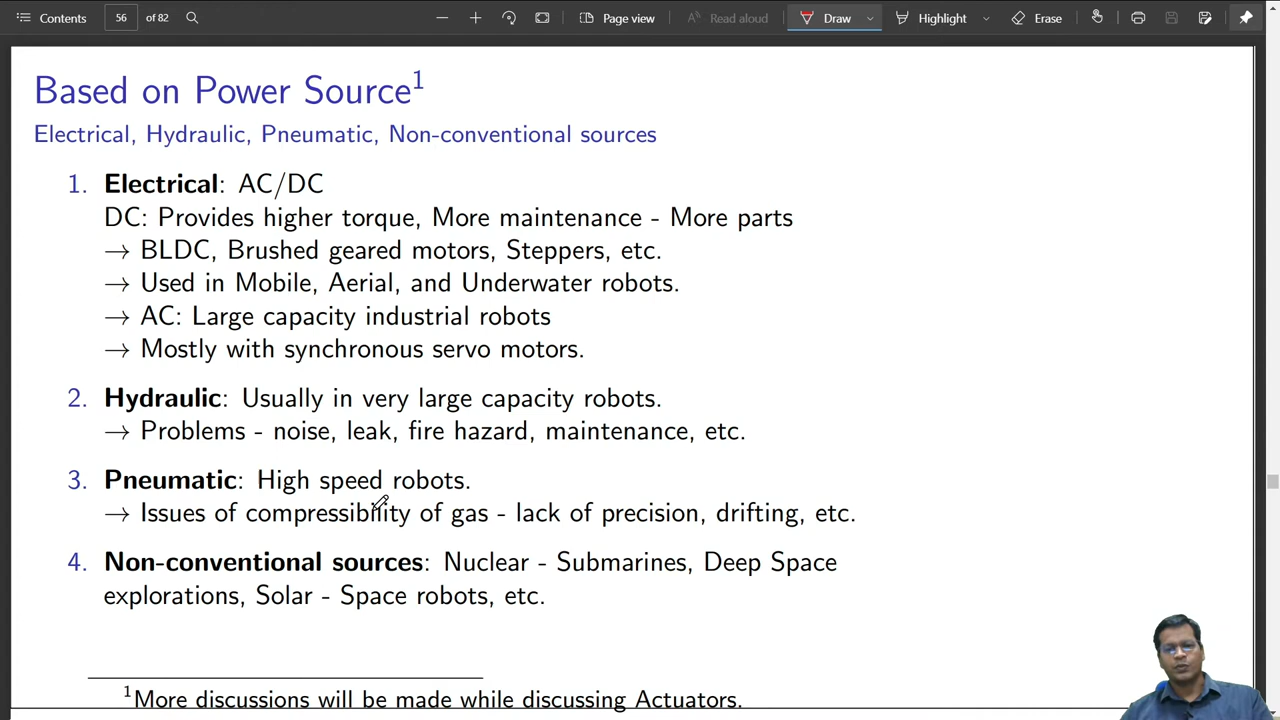 Contents 56 of 82 Page view Read aloud Draw Highlight Erase
Based on Power Source¹
Electrical, Hydraulic, Pneumatic, Non-conventional sources
1. Electrical: AC/DC
DC: Provides higher torque, More maintenance - More parts
→ BLDC, Brushed geared motors, Steppers, etc.
→ Used in Mobile, Aerial, and Underwater robots.
→ AC: Large capacity industrial robots
→ Mostly with synchronous servo motors.
2. Hydraulic: Usually in very large capacity robots.
→ Problems - noise, leak, fire hazard, maintenance, etc.
3. Pneumatic: High speed robots.
→ Issues of compressibility of gas - lack of precision, drifting, etc.
4. Non-conventional sources: Nuclear - Submarines, Deep Space
explorations, Solar - Space robots, etc.
¹More discussions will be made while discussing Actuators.